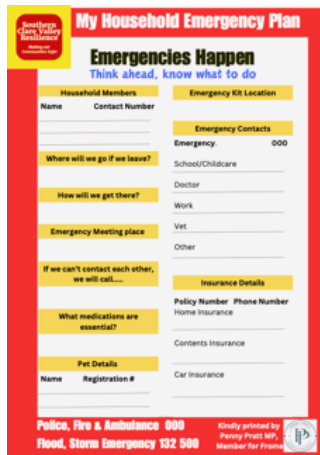 Southern
Clare Valley
Resilience
Making our
Communities Safer
My Household Emergency Plan
Emergencies Happen
Think ahead, know what to do
Household Members
Name Contact Number
Where will we go if we leave?
How will we get there?
Emergency Meeting place
If we can't contact each other,
we will call.....
What medications are
essential?
Pet Details
Name Registration #
Emergency Kit Location
Emergency Contacts
Emergency. 000
School/Childcare
Doctor
Work
Vet
Other
Insurance Details
Policy Number Phone Number
Home Insurance
Contents Insurance
Car Insurance
Police, Fire & Ambulance 000
Flood, Storm Emergency 132 500
Kindly printed by
Penny Pratt MP,
Member for Frome
PP